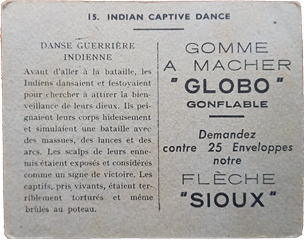 15. INDIAN CAPTIVE DANCE
DANSE GUERRIÈRE
INDIENNE
Avant d'aller à la bataille, les
Indiens dansaient et festoyaient
pour chercher à attirer la bien-
veillance de leurs dieux. Ils pei-
gnaient leurs corps hideusement
et simulaient une bataille avec
des massues, des lances et des
arcs. Les scalps de leurs enne-
mis étaient exposés et considérés
comme un signe de victoire. Les
captifs, pris vivants, étaient ter-
riblement torturés et même
brûlés au poteau.
GOMME
A MACHER
"GLOBO"
GONFLABLE
Demandez
contre 25 Enveloppes
notre
FLÈCHE
"SIOUX"